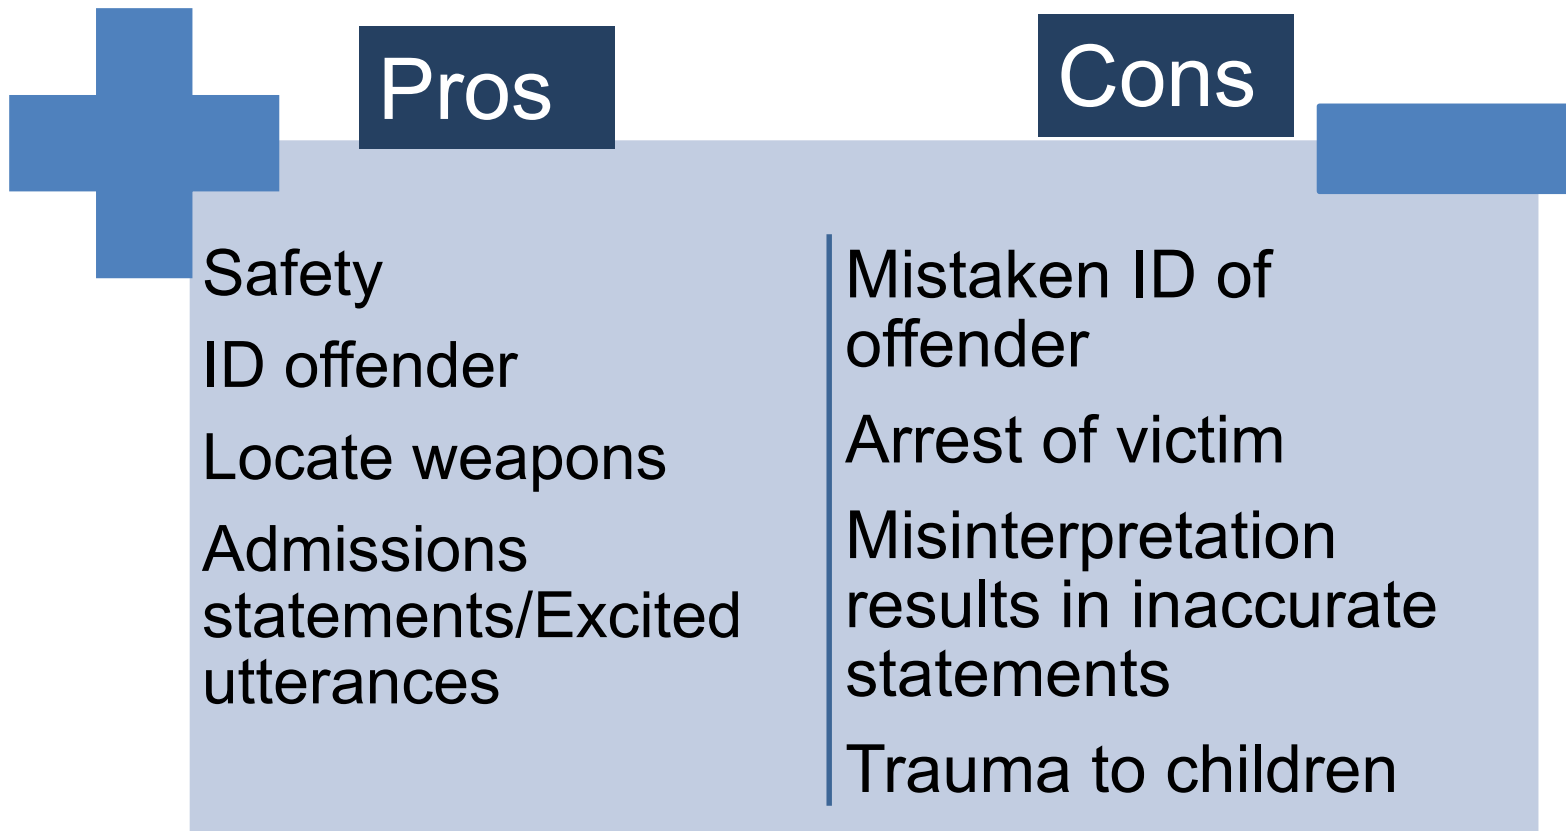 Pros
Safety
ID offender
Locate weapons
Admissions
statements/Excited
utterances
Cons
Mistaken ID of
offender
Arrest of victim
Misinterpretation
results in inaccurate
statements
Trauma to children